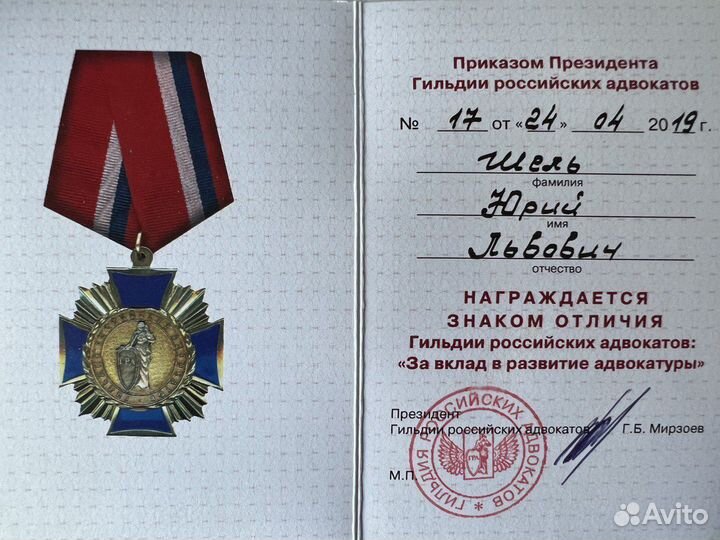 Приказом Президента
Гильдии российских адвокатов
№ 17 от «24» 04 2019 г.
Шель
фамилия
Юрий
имя
Львович
отчество
НАГРАЖДАЕТСЯ
ЗНАКОМ ОТЛИЧИЯ
Гильдии российских адвокатов:
«За вклад в развитие адвокатуры»
Президент
Гильдии российских адвокатов
Г.Б. Мирзоев
М.П.
ГИЛЬДИЯ РОССИЙСКИХ АДВОКАТОВ
Avito